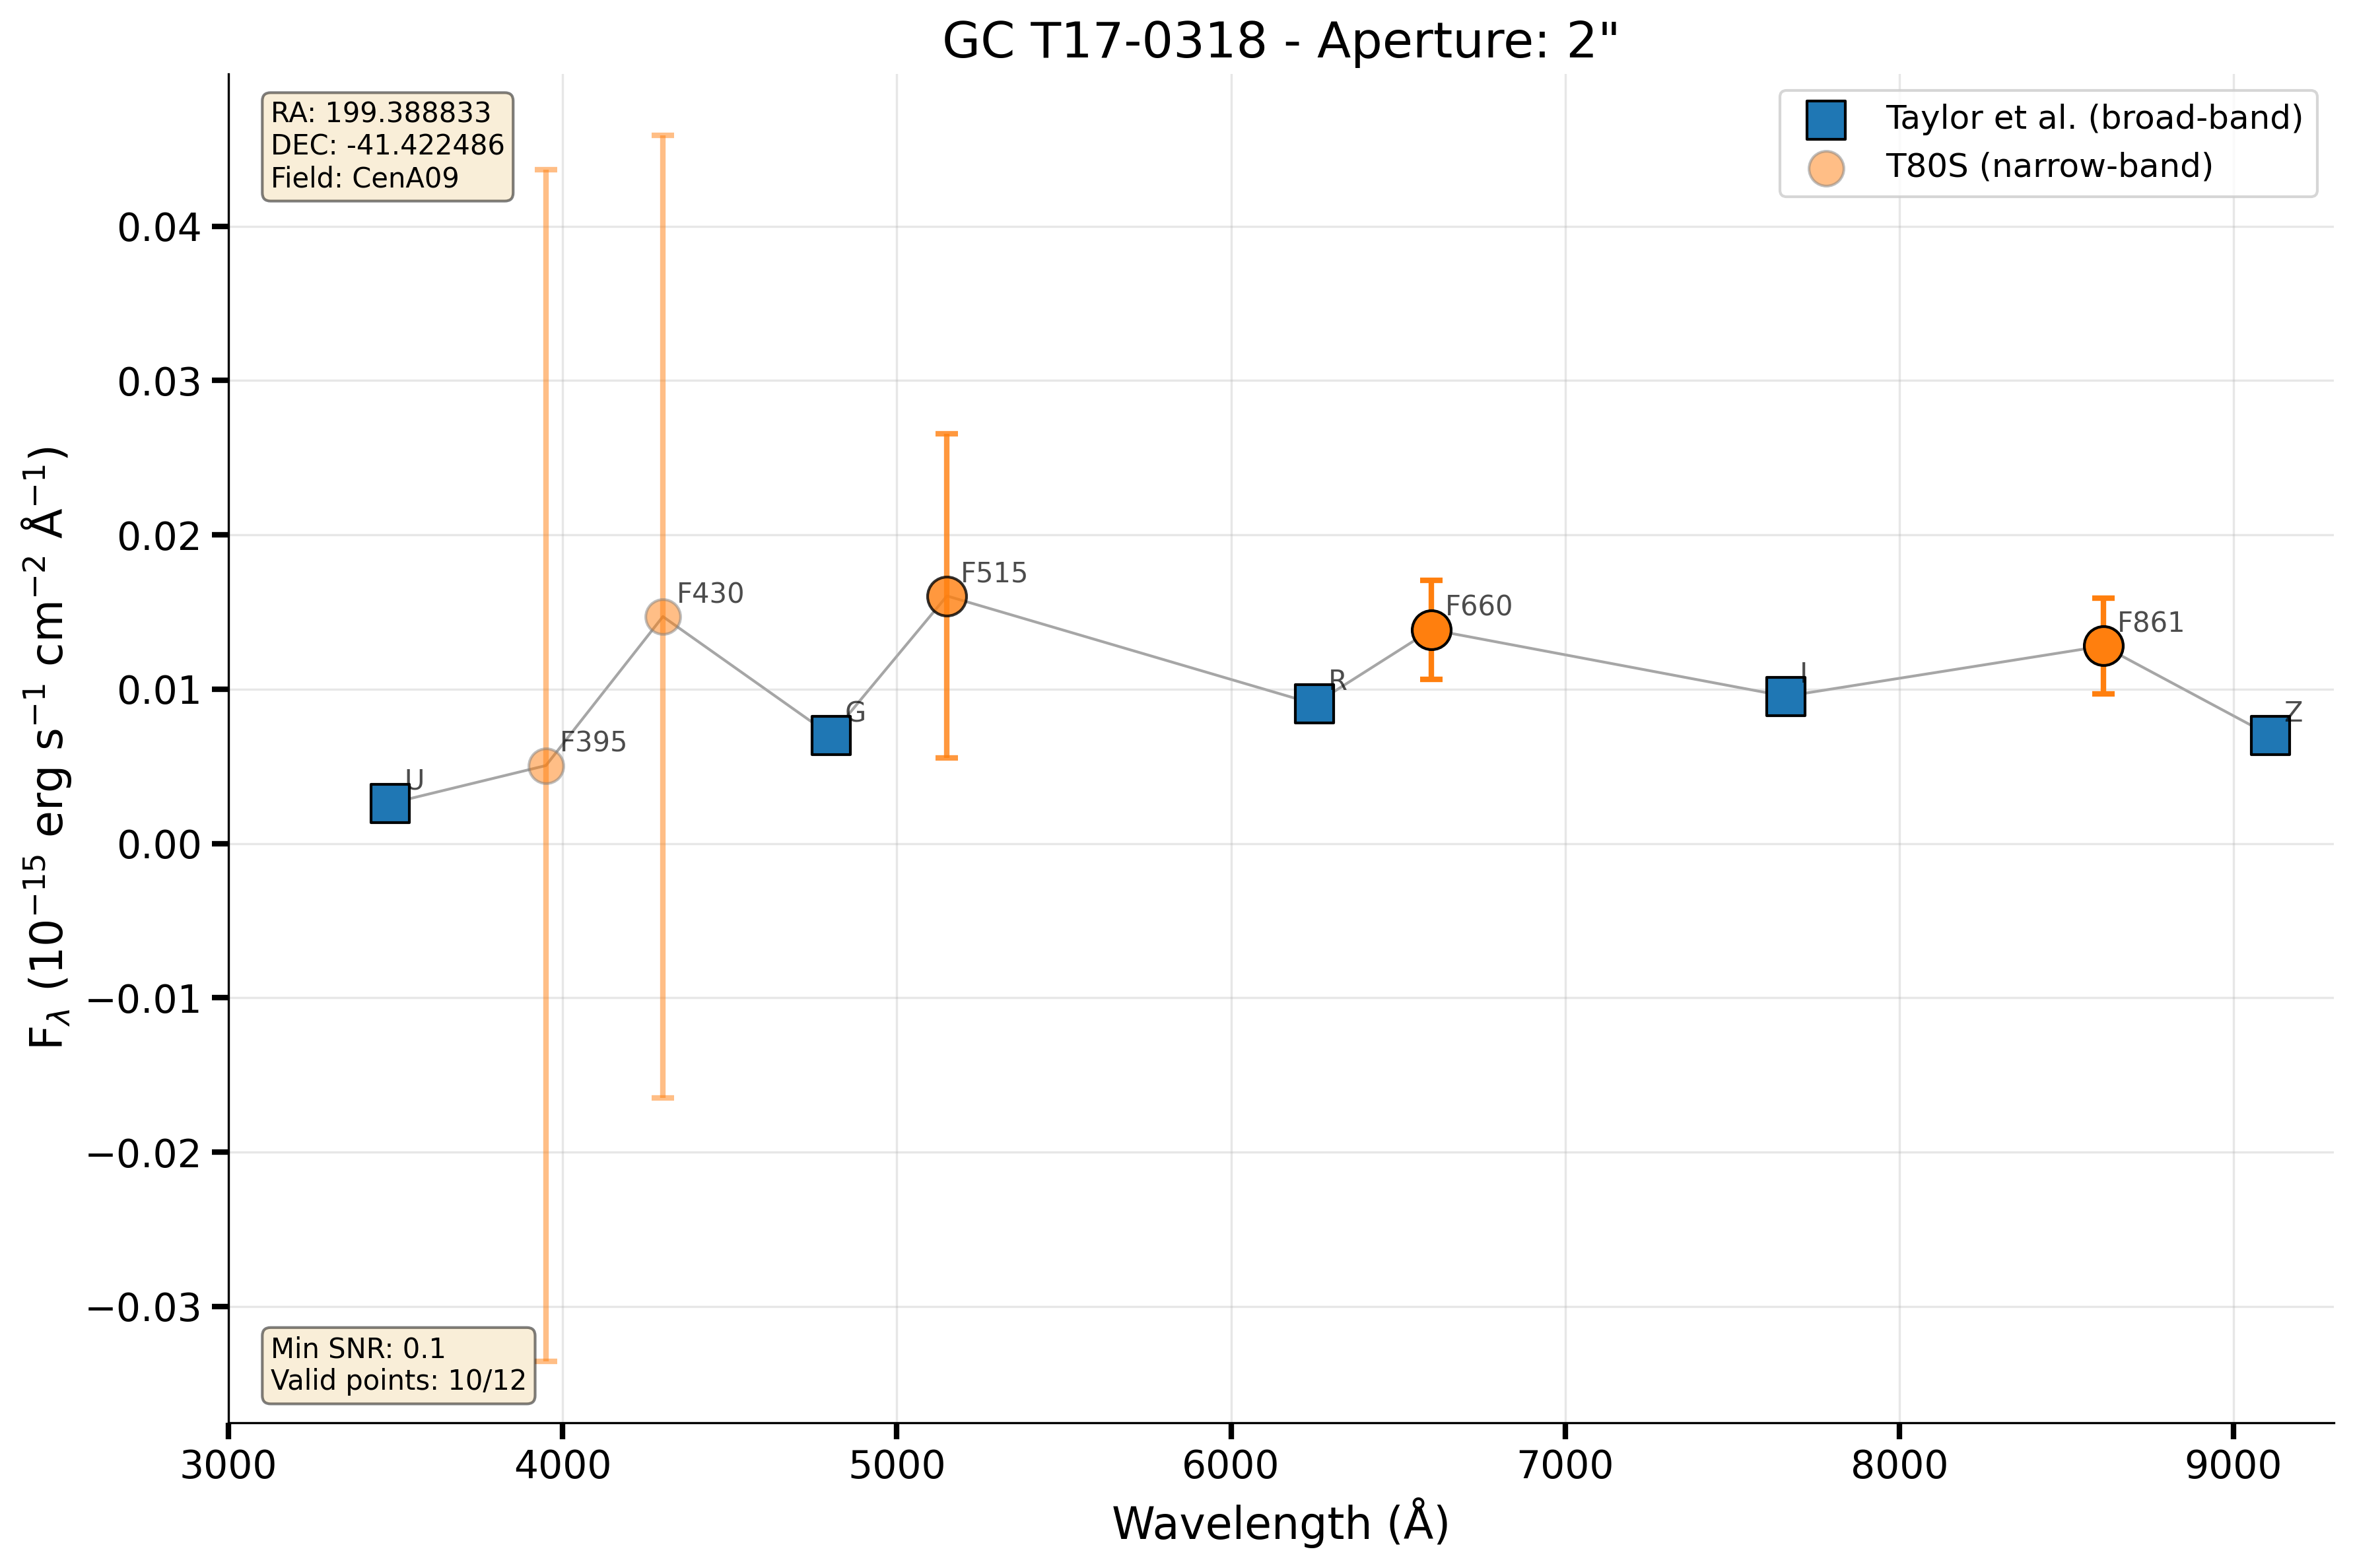 GC T17-0318 - Aperture: 2"
RA: 199.388833
DEC: -41.422486
Field: CenA09
Taylor et al. (broad-band)
T80S (narrow-band)
0.04
0.03
0.02
0.01
0.00
−0.01
−0.02
−0.03
F_λ (10⁻¹⁵ erg s⁻¹ cm⁻² Å⁻¹)
U
F395
F430
G
F515
R
F660
I
F861
Z
Min SNR: 0.1
Valid points: 10/12
3000 4000 5000 6000 7000 8000 9000
Wavelength (Å)